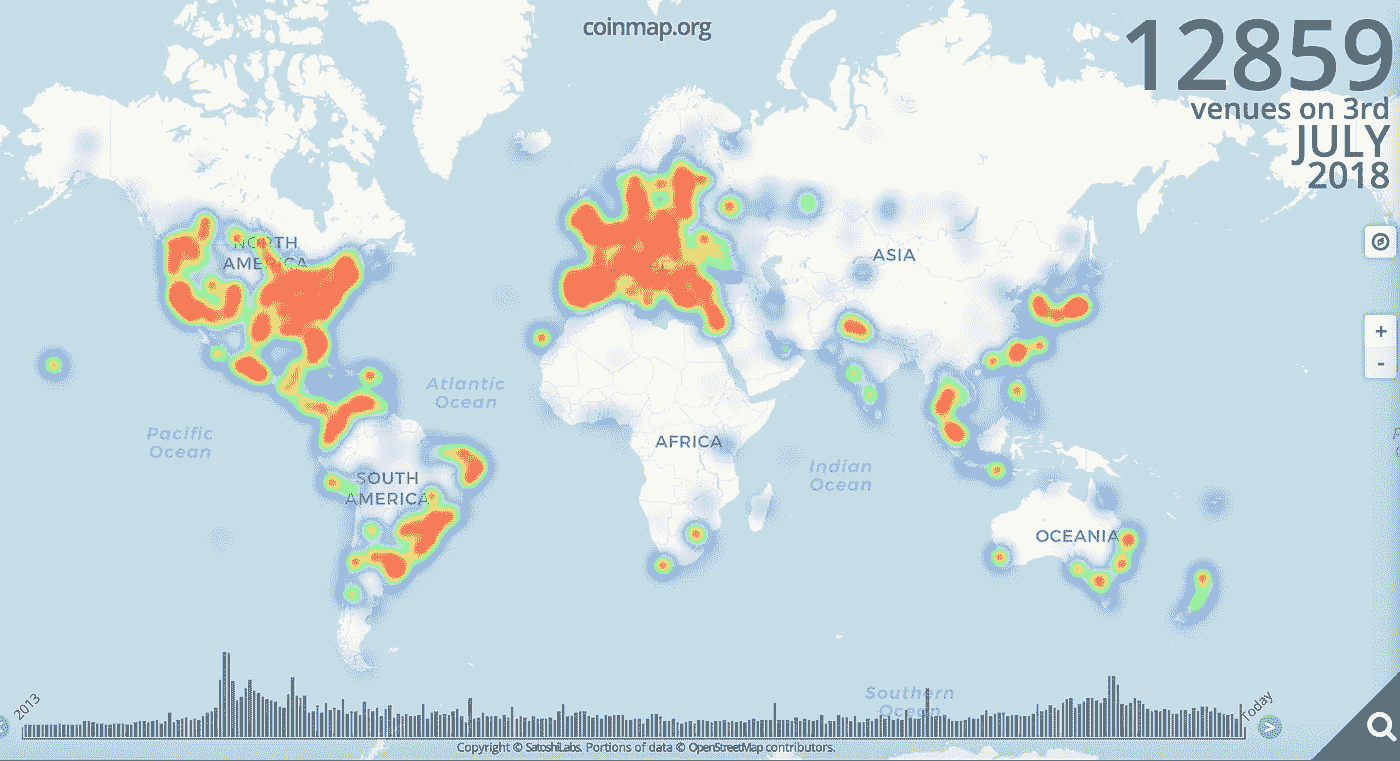 coinmap.org
12859
venues on 3rd
JULY
2018
NORTH
AMERICA
ASIA
Atlantic
Ocean
Pacific
Ocean
AFRICA
Indian
Ocean
SOUTH
AMERICA
OCEANIA
+
-
Southern
Ocean
2013
Today
>
Copyright © SatoshiLabs. Portions of data © OpenStreetMap contributors.